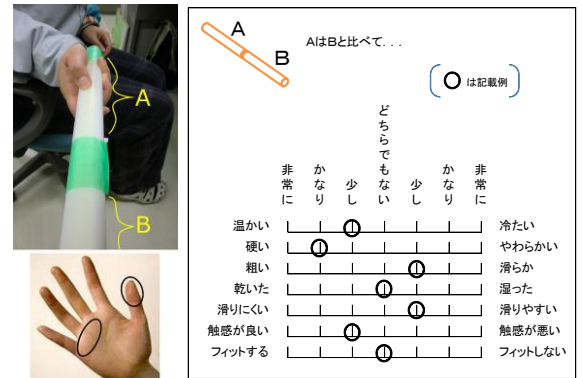 A
B
A
B
AはBと比べて...
は記載例
非常に
かなり
少し
どちらでもない
少し
かなり
非常に
温かい 冷たい
硬い やわらかい
粗い 滑らか
乾いた 湿った
滑りにくい 滑りやすい
触感が良い 触感が悪い
フィットする フィットしない